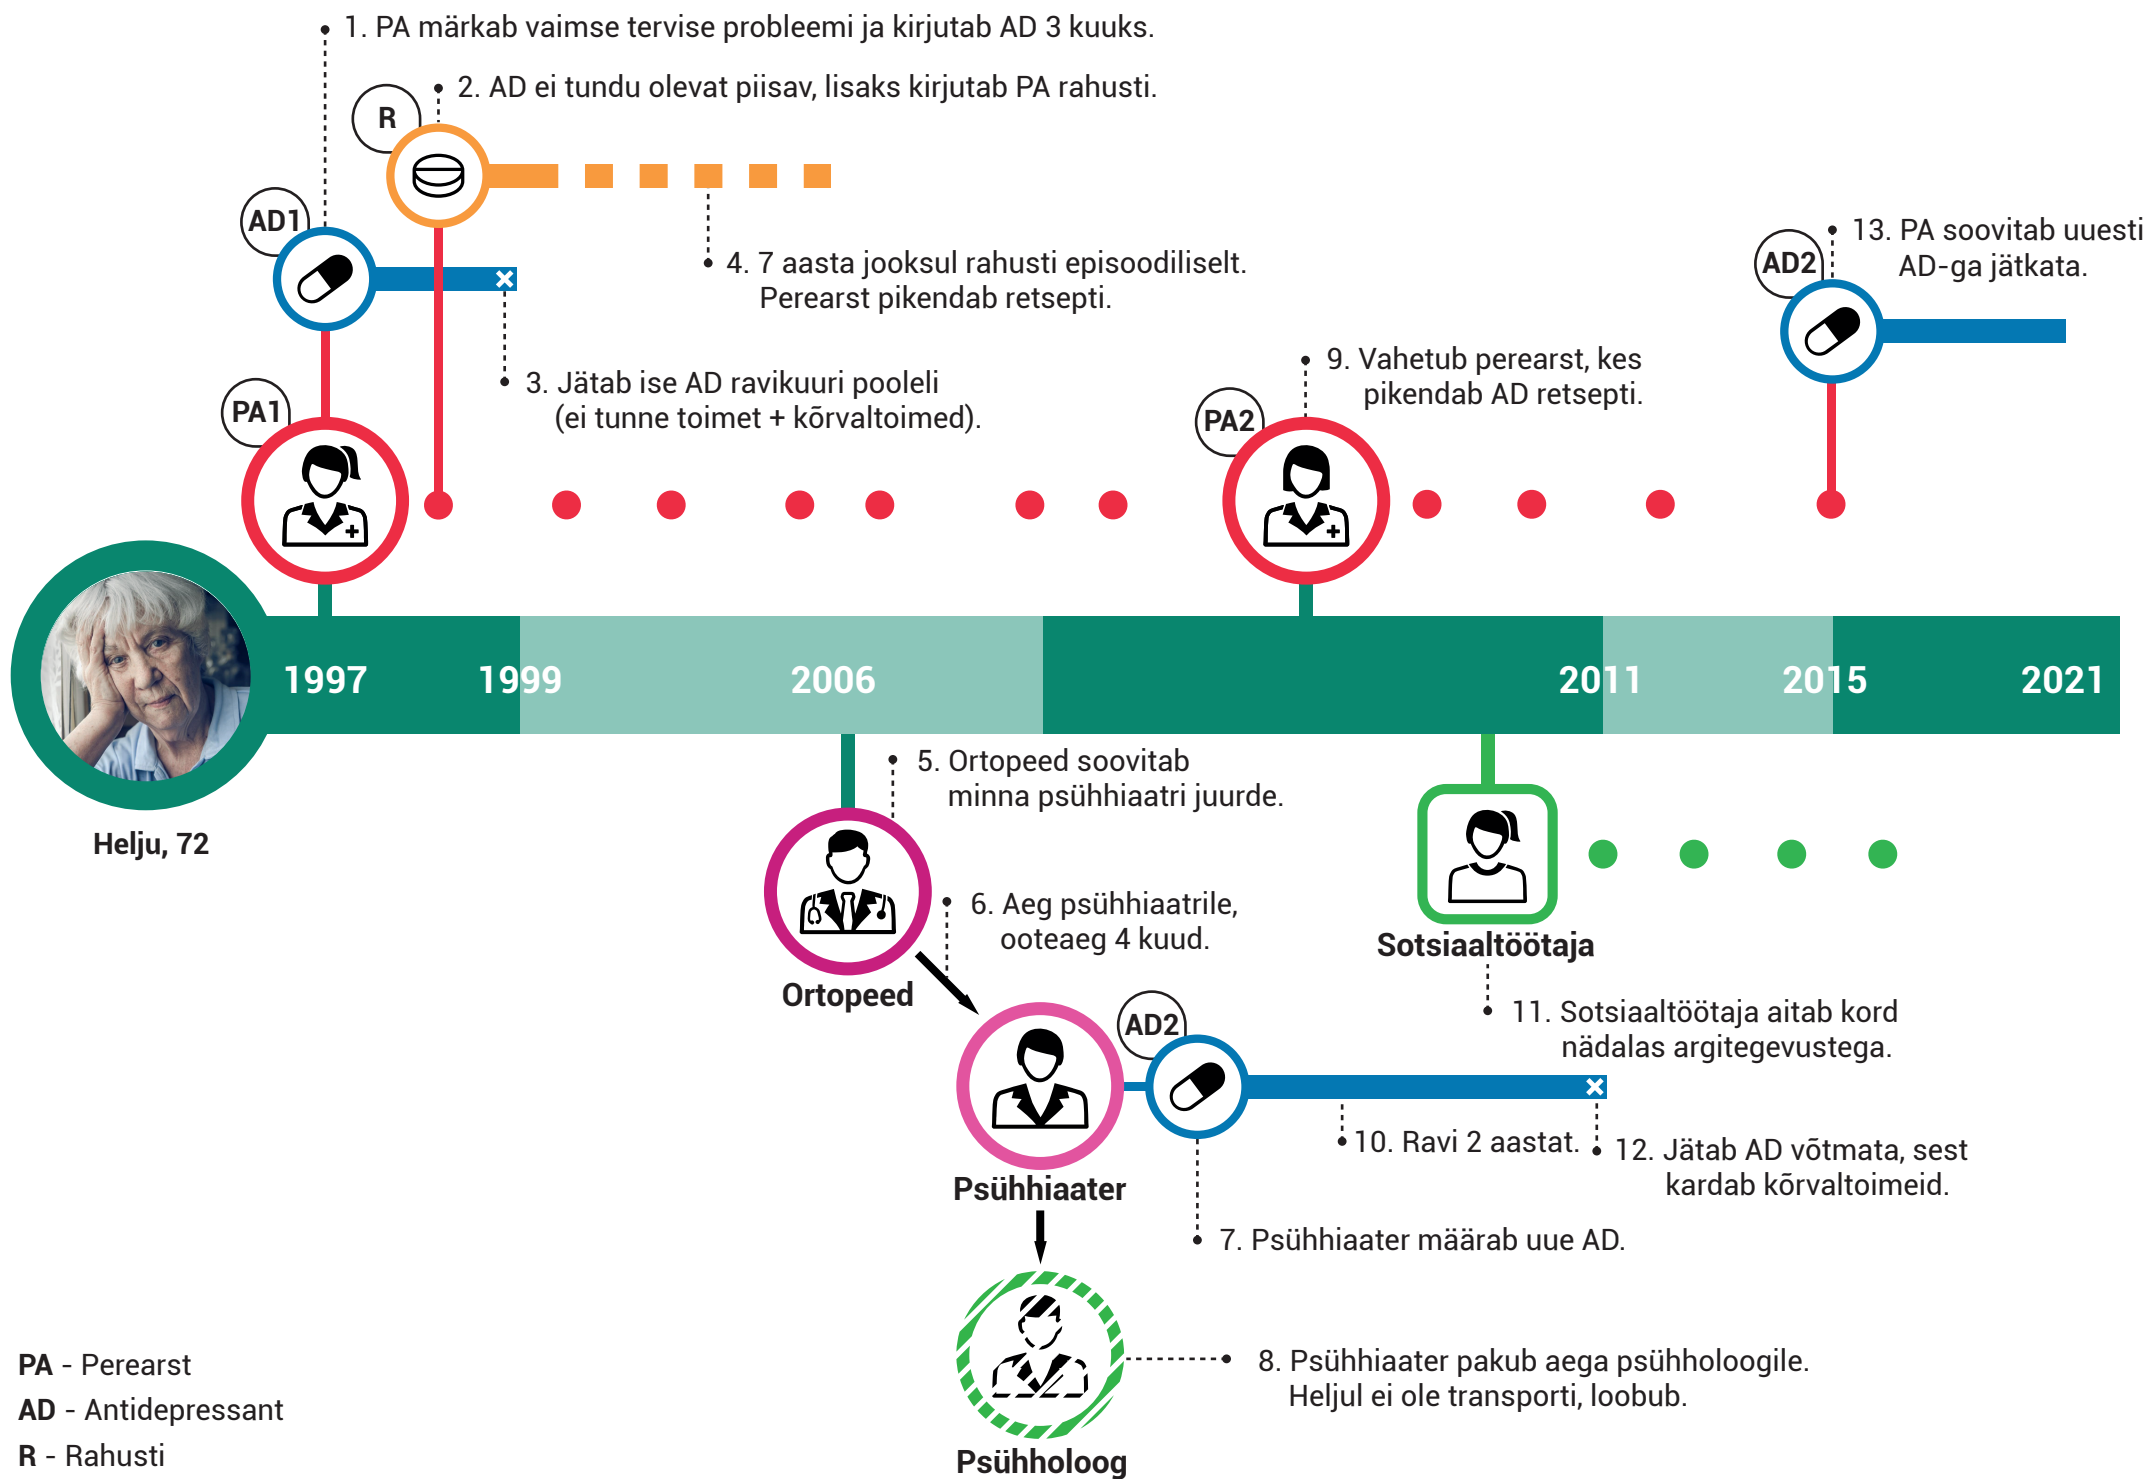 1. PA märkab vaimse tervise probleemi ja kirjutab AD 3 kuuks.
2. AD ei tundu olevat piisav, lisaks kirjutab PA rahusti.
R
AD1
4. 7 aasta jooksul rahusti episoodiliselt.
Perearst pikendab retsepti.
AD2
13. PA soovitab uuesti
AD-ga jätkata.
3. Jätab ise AD ravikuuri pooleli
(ei tunne toimet + kõrvaltoimed).
PA1
9. Vahetub perearst, kes
pikendab AD retsepti.
PA2
1997
1999
2006
2011
2015
2021
Helju, 72
5. Ortopeed soovitab
minna psühhiaatri juurde.
6. Aeg psühhiaatrile,
ooteaeg 4 kuud.
Ortopeed
Sotsiaaltöötaja
11. Sotsiaaltöötaja aitab kord
nädalas argitegevustega.
AD2
10. Ravi 2 aastat.
12. Jätab AD võtmata, sest
kardab kõrvaltoimeid.
Psühhiaater
7. Psühhiaater määrab uue AD.
8. Psühhiaater pakub aega psühholoogile.
Heljul ei ole transporti, loobub.
Psühholoog
PA - Perearst
AD - Antidepressant
R - Rahusti